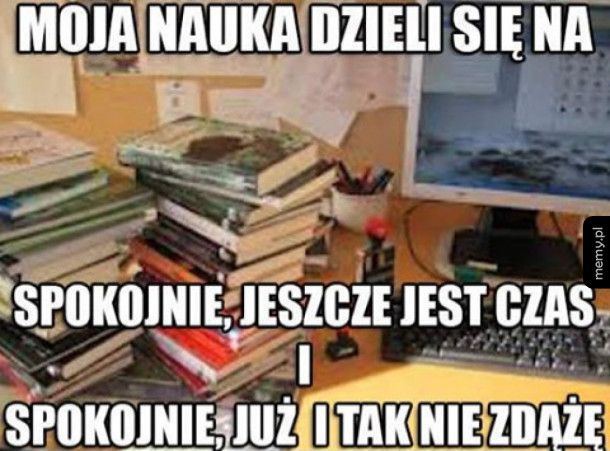 MOJA NAUKA DZIELI SIĘ NA
SPOKOJNIE, JESZCZE JEST CZAS
I
SPOKOJNIE, JUŻ I TAK NIE ZDĄŻĘ
memy.pl